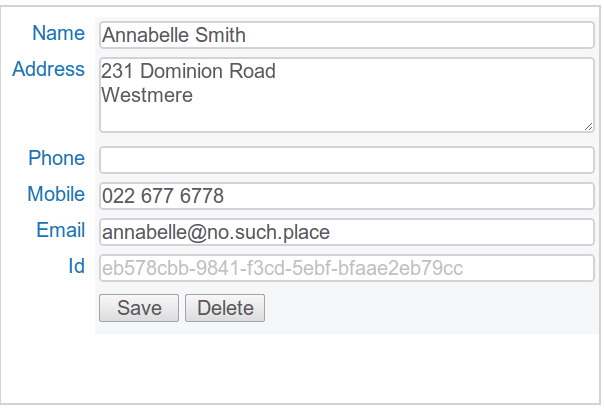 Name Annabelle Smith
Address 231 Dominion Road
Westmere
Phone
Mobile 022 677 6778
Email annabelle@no.such.place
Id eb578cbb-9841-f3cd-5ebf-bfaae2eb79cc
Save Delete